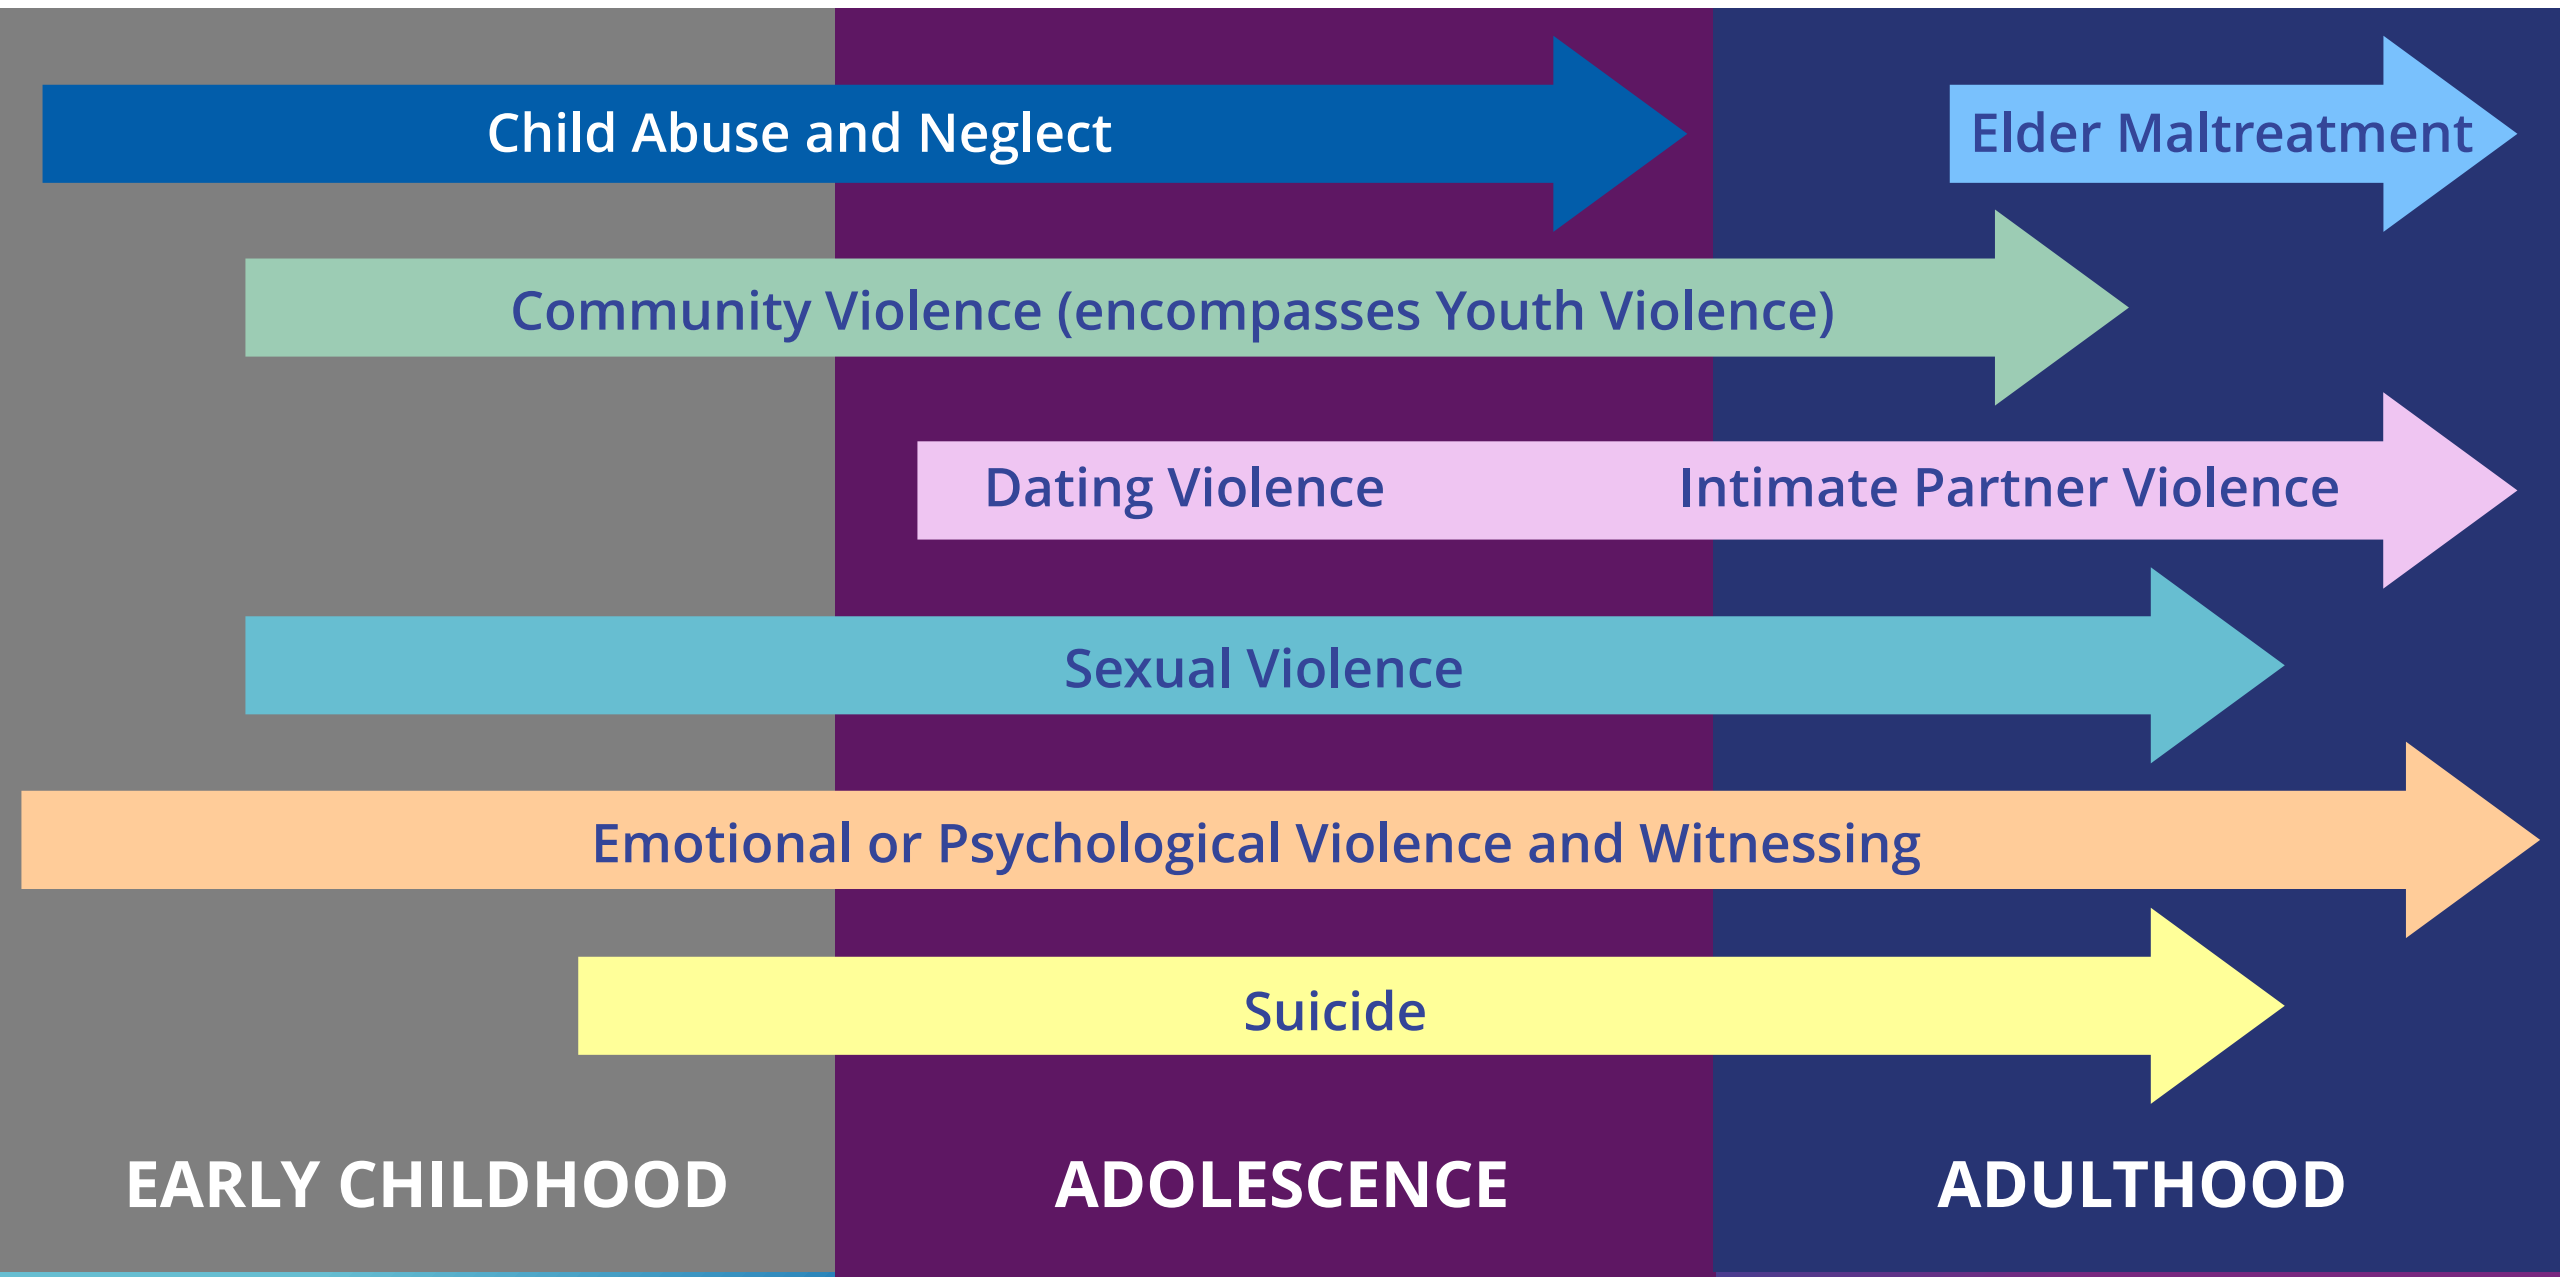 Child Abuse and Neglect
Elder Maltreatment
Community Violence (encompasses Youth Violence)
Dating Violence
Intimate Partner Violence
Sexual Violence
Emotional or Psychological Violence and Witnessing
Suicide
EARLY CHILDHOOD
ADOLESCENCE
ADULTHOOD